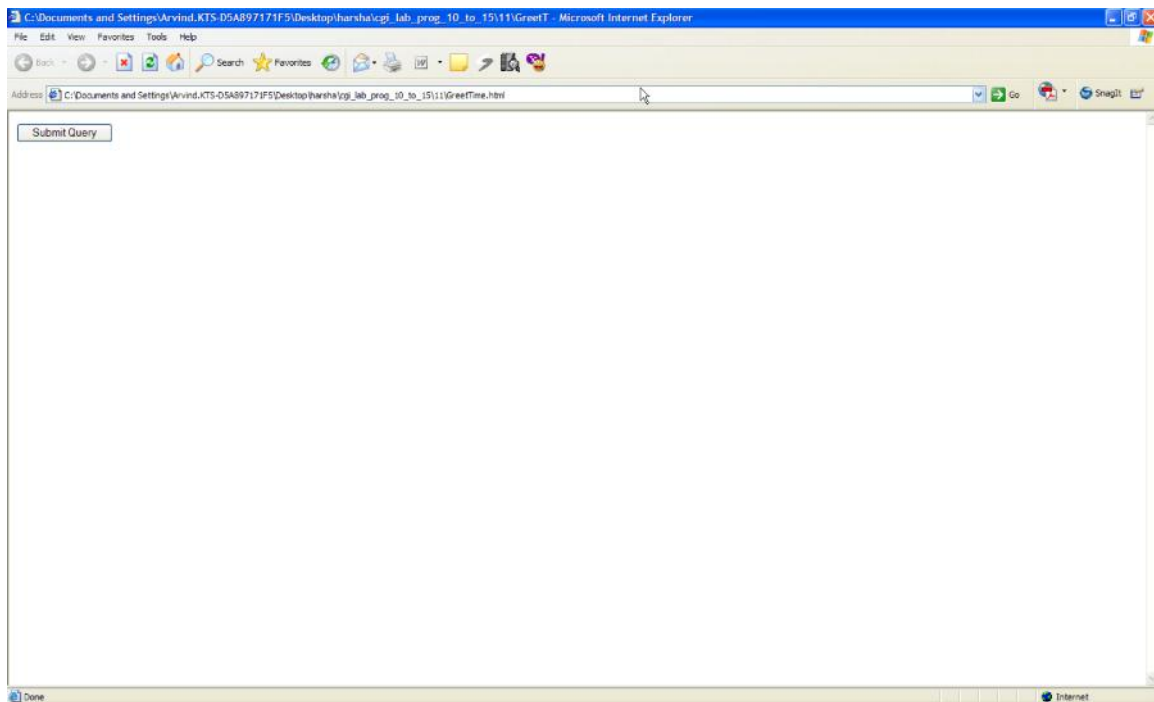 C:\Documents and Settings\Arvind.KTS-D5A897171F5\Desktop\harsha\cgi_lab_prog_10_to_15\11\GreetT - Microsoft Internet Explorer
File Edit View Favorites Tools Help
Back Search Favorites
Address C:\Documents and Settings\Arvind.KTS-D5A897171F5\Desktop\harsha\cgi_lab_prog_10_to_15\11\GreetTime.html Go SnagIt
Submit Query
Done Internet